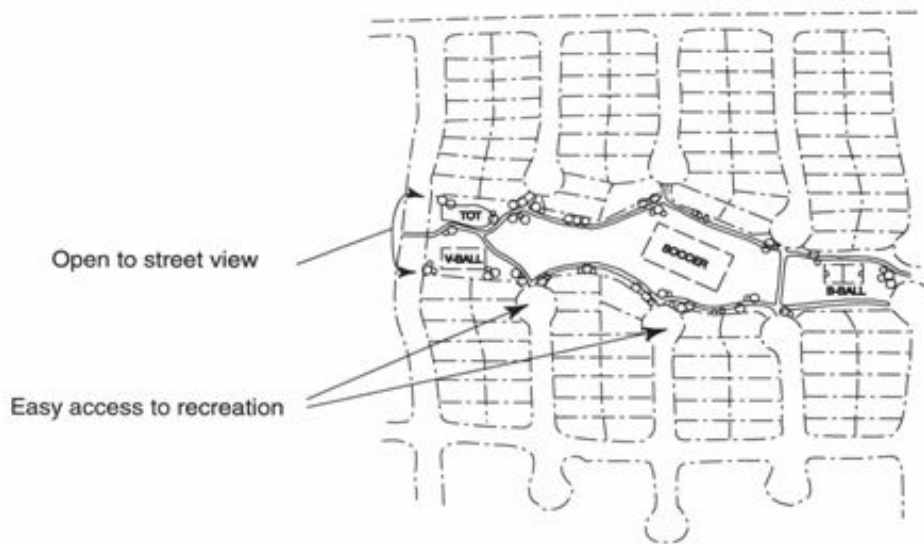 TOT
Open to street view
V-BALL
SOCCER
B-BALL
Easy access to recreation